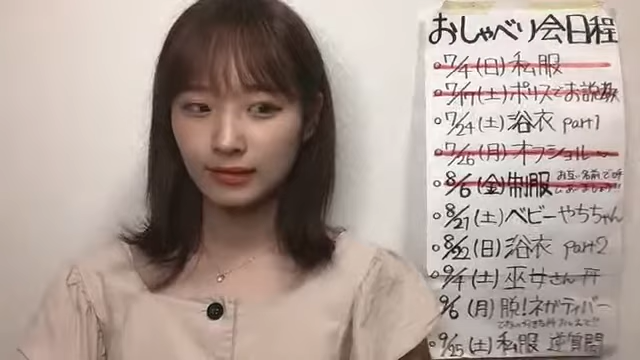 おしゃべり会日程
○7/4(日)私服
○7/17(土)ポリスでお説教
○7/24(土)浴衣 part1
○7/26(月)オフショル
○8/6(金)制服
○8/21(土)ベビーやちちゃん
○8/22(日)浴衣 part2
○9/4(土)巫女さん
9/6(月)脱!ネガティバー
○9/25(土)私服 逆質問